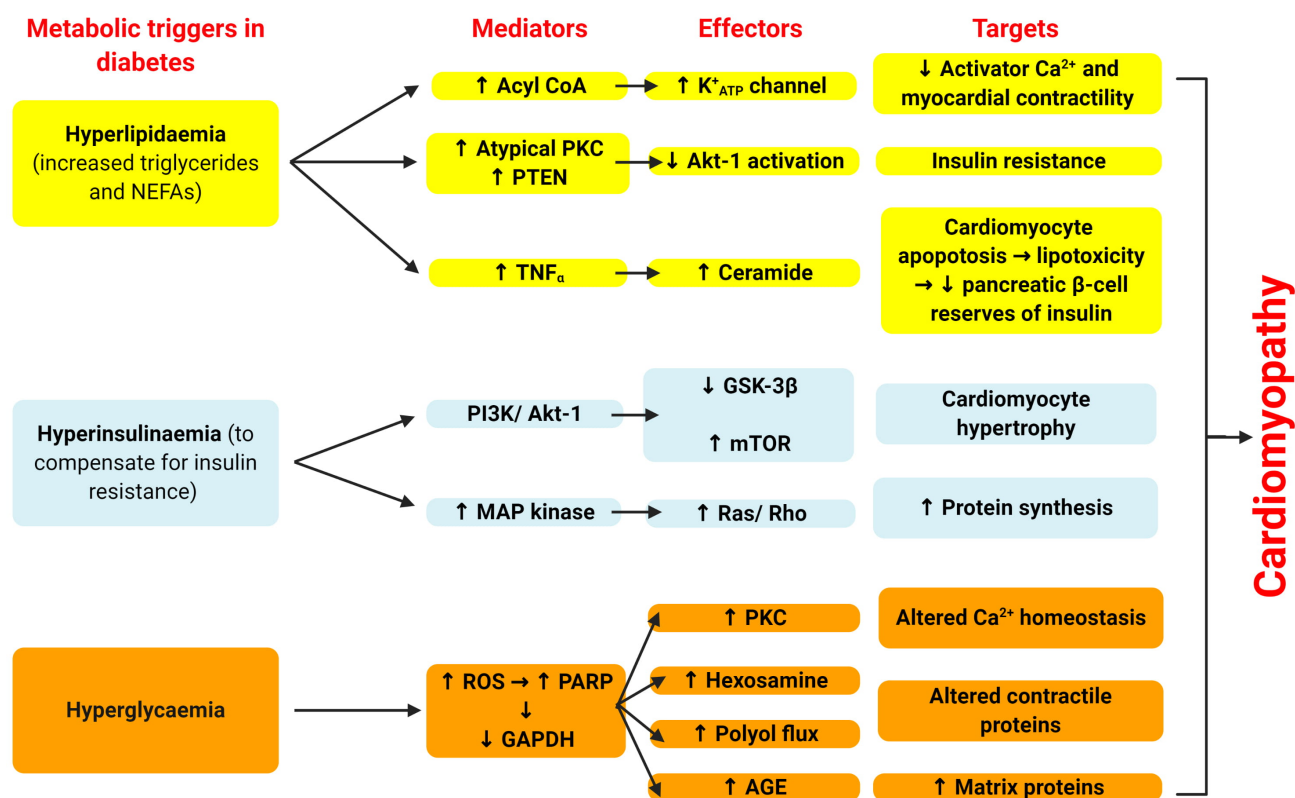 Metabolic triggers in
diabetes
Mediators
Effectors
Targets
Hyperlipidaemia
(increased triglycerides
and NEFAs)
↑ Acyl CoA
↑ K⁺ATP channel
↓ Activator Ca²⁺ and
myocardial contractility
↑ Atypical PKC
↑ PTEN
↓ Akt-1 activation
Insulin resistance
↑ TNFα
↑ Ceramide
Cardiomyocyte
apopotosis → lipotoxicity
→ ↓ pancreatic β-cell
reserves of insulin
Hyperinsulinaemia (to
compensate for insulin
resistance)
PI3K/ Akt-1
↓ GSK-3β
↑ mTOR
Cardiomyocyte
hypertrophy
↑ MAP kinase
↑ Ras/ Rho
↑ Protein synthesis
Hyperglycaemia
↑ ROS → ↑ PARP
↓
↓ GAPDH
↑ PKC
↑ Hexosamine
↑ Polyol flux
↑ AGE
Altered Ca²⁺ homeostasis
Altered contractile
proteins
↑ Matrix proteins
Cardiomyopathy